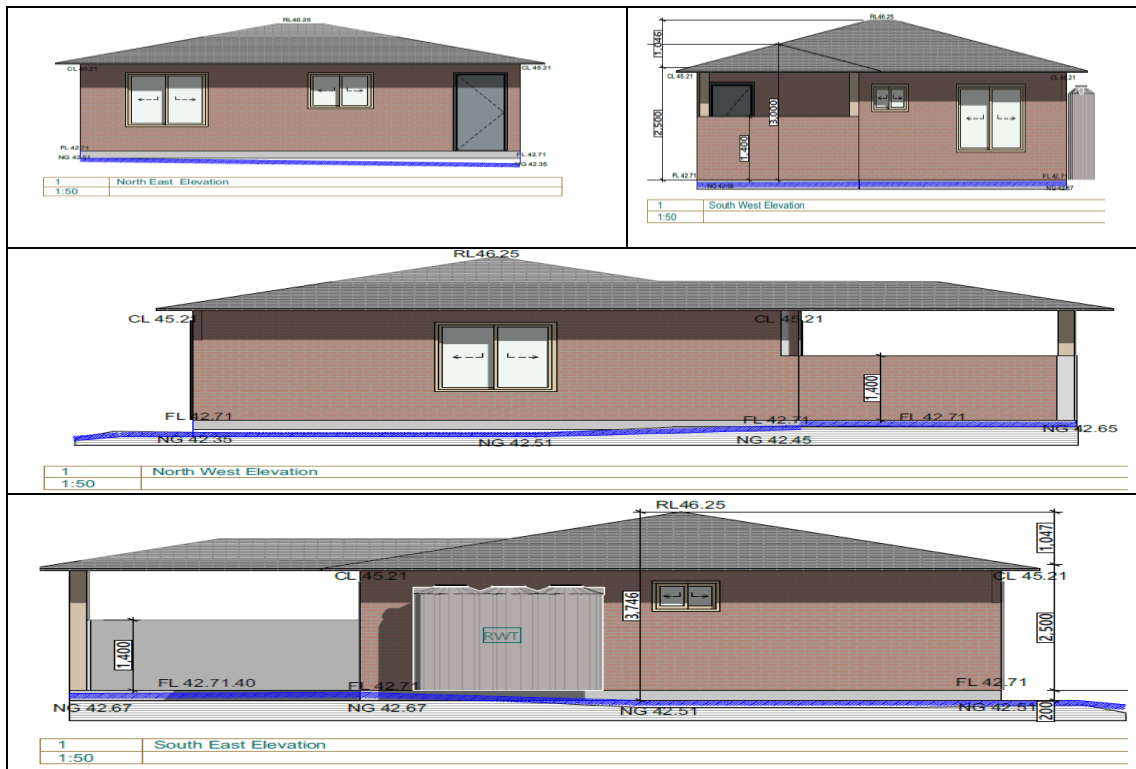 RL46.25
CL 45.21
CL 45.21
FL 42.71
NG 42.51
FL 42.71
NG 42.35
1 North East Elevation
1:50
RL46.25
1,046
CL 45.21
CL 45.21
2,500
3,000
1,400
FL 42.71
FL 42.71
NG 42.67
1 South West Elevation
1:50
RL46.25
CL 45.21
CL 45.21
1,400
FL 42.71
FL 42.71
FL 42.71
NG 42.35
NG 42.51
NG 42.45
NG 42.65
1 North West Elevation
1:50
RL46.25
1,047
CL 45.21
CL 45.21
3,746
2,500
RWT
1,400
FL 42.71.40
FL 42.71
FL 42.71
NG 42.67
NG 42.67
NG 42.51
NG 42.51
200
1 South East Elevation
1:50